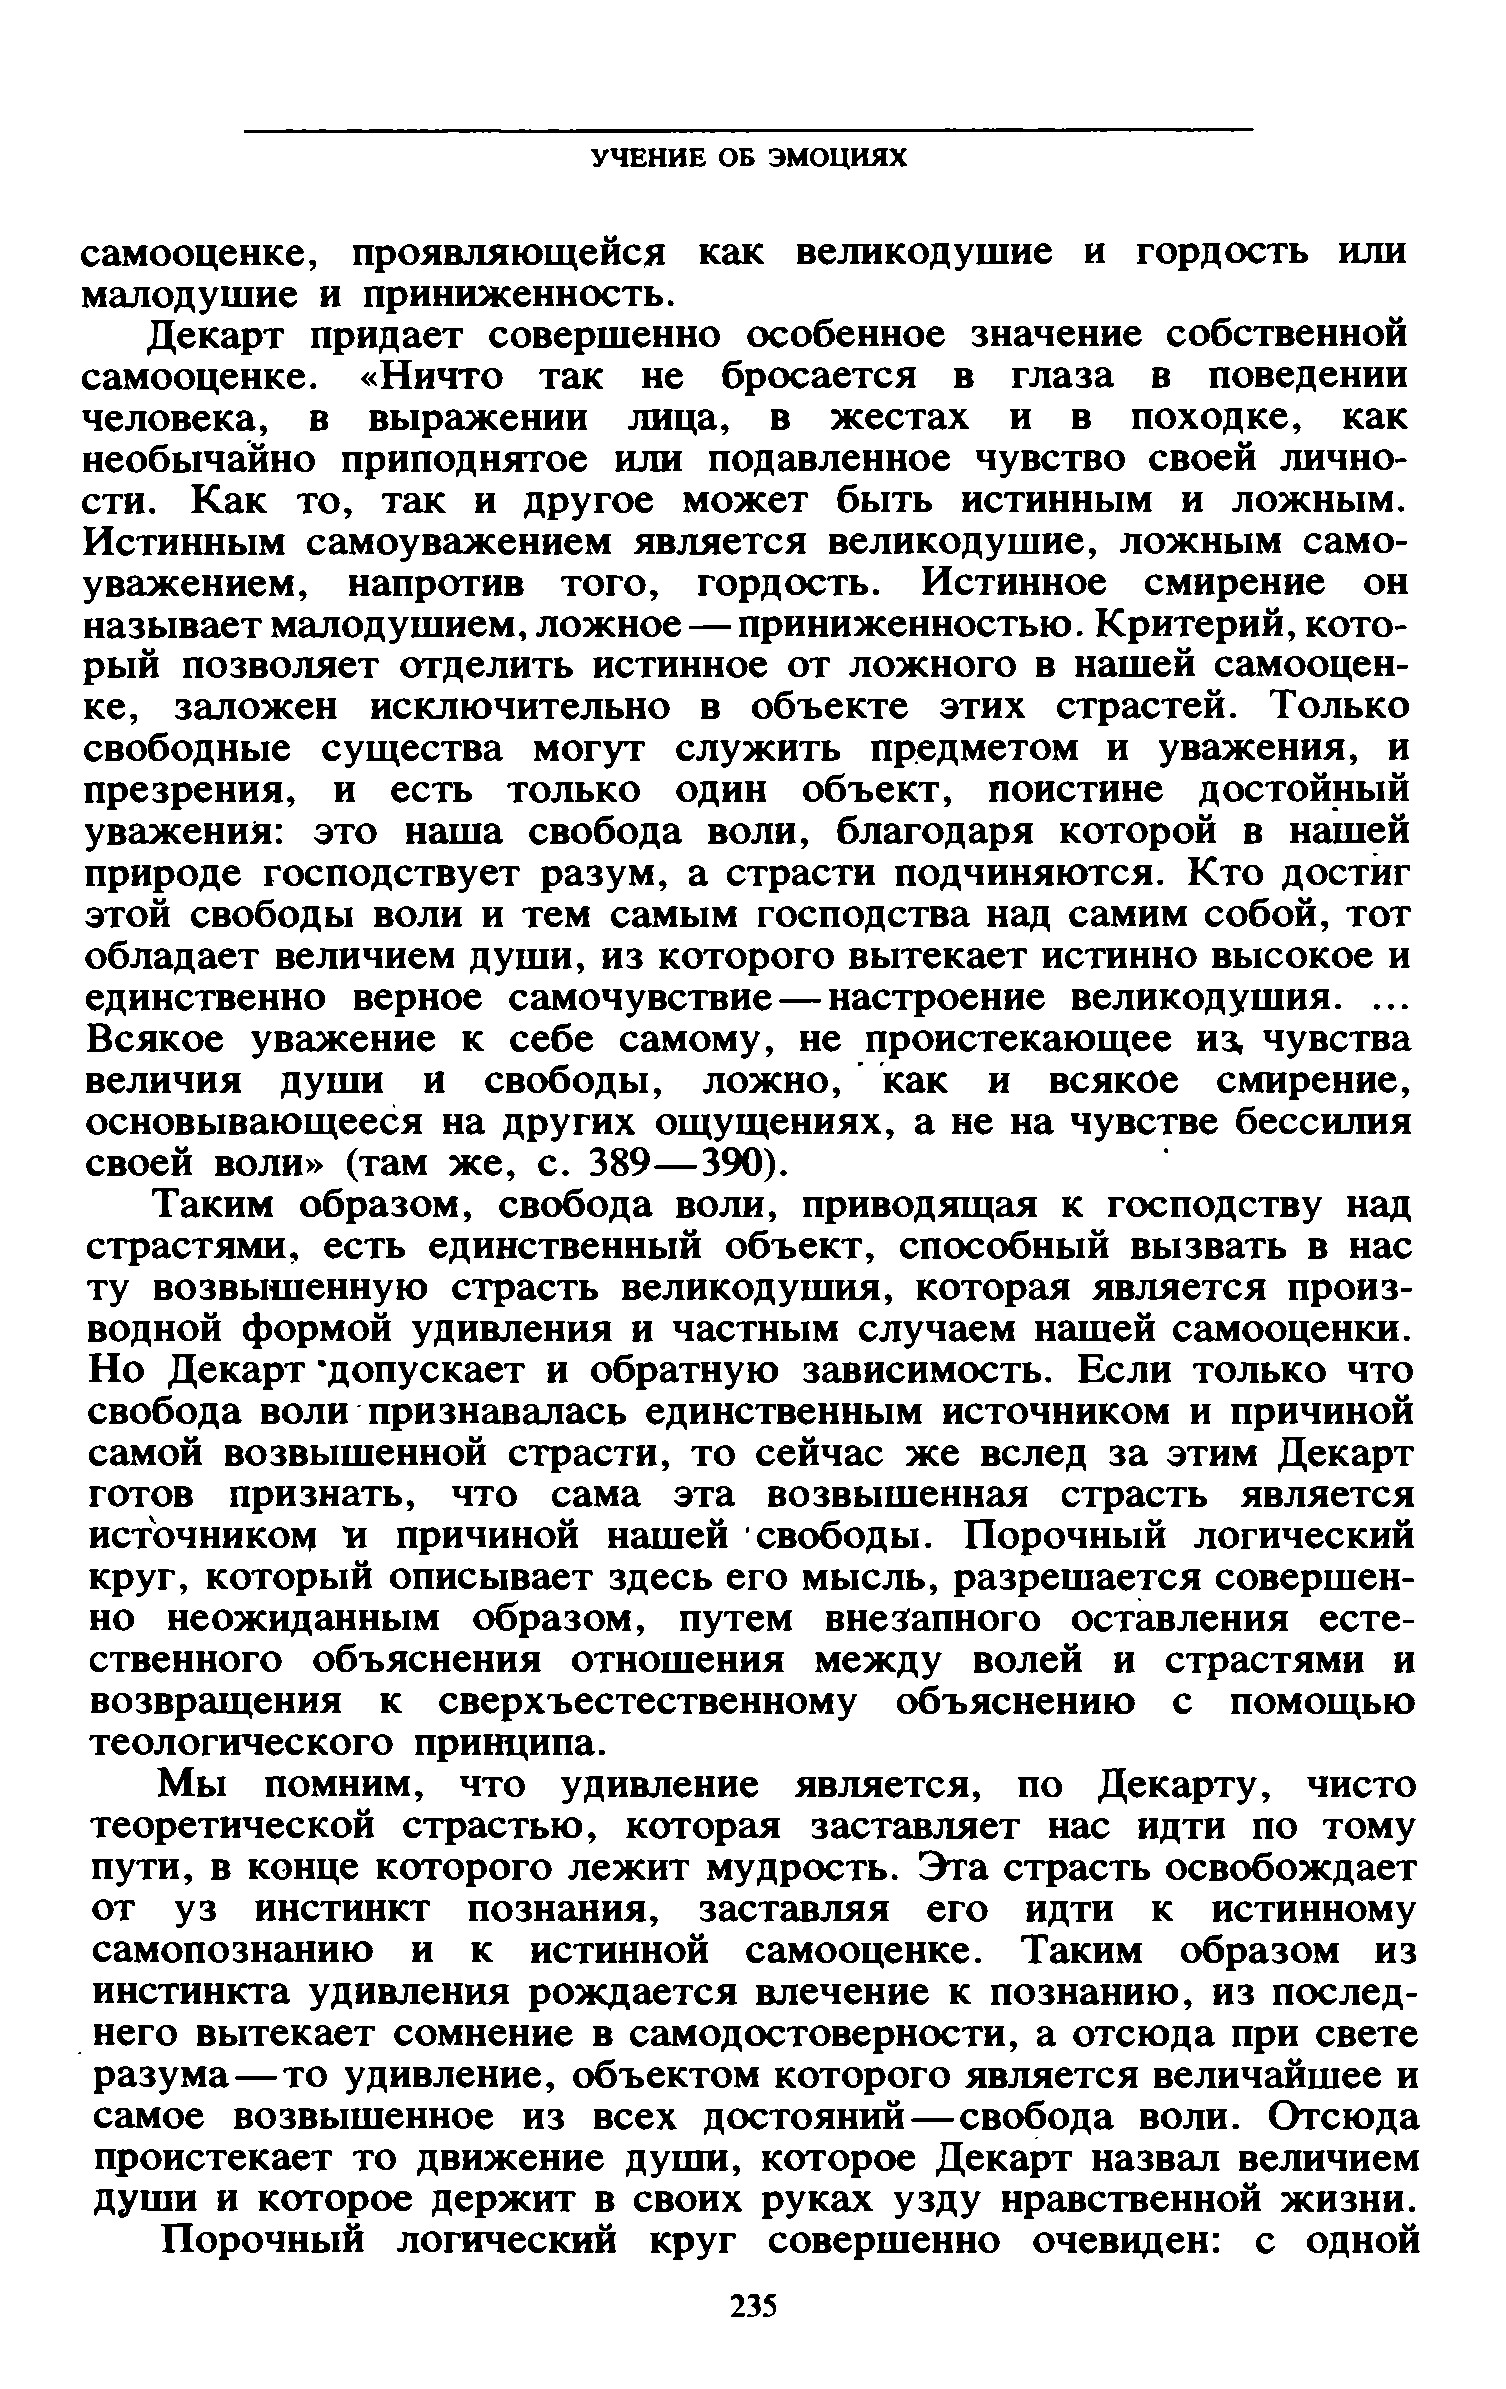 УЧЕНИЕ ОБ ЭМОЦИЯХ
самооценке, проявляющейся как великодушие и гордость или
малодушие и приниженность.
Декарт придает совершенно особенное значение собственной
самооценке. «Ничто так не бросается в глаза в поведении
человека, в выражении лица, в жестах и в походке, как
необычайно приподнятое или подавленное чувство своей лично-
сти. Как то, так и другое может быть истинным и ложным.
Истинным самоуважением является великодушие, ложным само-
уважением, напротив того, гордость. Истинное смирение он
называет малодушием, ложное — приниженностью. Критерий, кото-
рый позволяет отделить истинное от ложного в нашей самооцен-
ке, заложен исключительно в объекте этих страстей. Только
свободные существа могут служить предметом и уважения, и
презрения, и есть только один объект, поистине достойный
уважения: это наша свобода воли, благодаря которой в нашей
природе господствует разум, а страсти подчиняются. Кто достиг
этой свободы воли и тем самым господства над самим собой, тот
обладает величием души, из которого вытекает истинно высокое и
единственно верное самочувствие — настроение великодушия. ...
Всякое уважение к себе самому, не проистекающее из чувства
величия души и свободы, ложно, как и всякое смирение,
основывающееся на других ощущениях, а не на чувстве бессилия
своей воли» (там же, с. 389—390).
Таким образом, свобода воли, приводящая к господству над
страстями, есть единственный объект, способный вызвать в нас
ту возвышенную страсть великодушия, которая является произ-
водной формой удивления и частным случаем нашей самооценки.
Но Декарт допускает и обратную зависимость. Если только что
свобода воли признавалась единственным источником и причиной
самой возвышенной страсти, то сейчас же вслед за этим Декарт
готов признать, что сама эта возвышенная страсть является
источником и причиной нашей свободы. Порочный логический
круг, который описывает здесь его мысль, разрешается совершен-
но неожиданным образом, путем внезапного оставления есте-
ственного объяснения отношения между волей и страстями и
возвращения к сверхъестественному объяснению с помощью
теологического принципа.
Мы помним, что удивление является, по Декарту, чисто
теоретической страстью, которая заставляет нас идти по тому
пути, в конце которого лежит мудрость. Эта страсть освобождает
от уз инстинкт познания, заставляя его идти к истинному
самопознанию и к истинной самооценке. Таким образом из
инстинкта удивления рождается влечение к познанию, из послед-
него вытекает сомнение в самодостоверности, а отсюда при свете
разума — то удивление, объектом которого является величайшее и
самое возвышенное из всех достояний — свобода воли. Отсюда
проистекает то движение души, которое Декарт назвал величием
души и которое держит в своих руках узду нравственной жизни.
Порочный логический круг совершенно очевиден: с одной
235